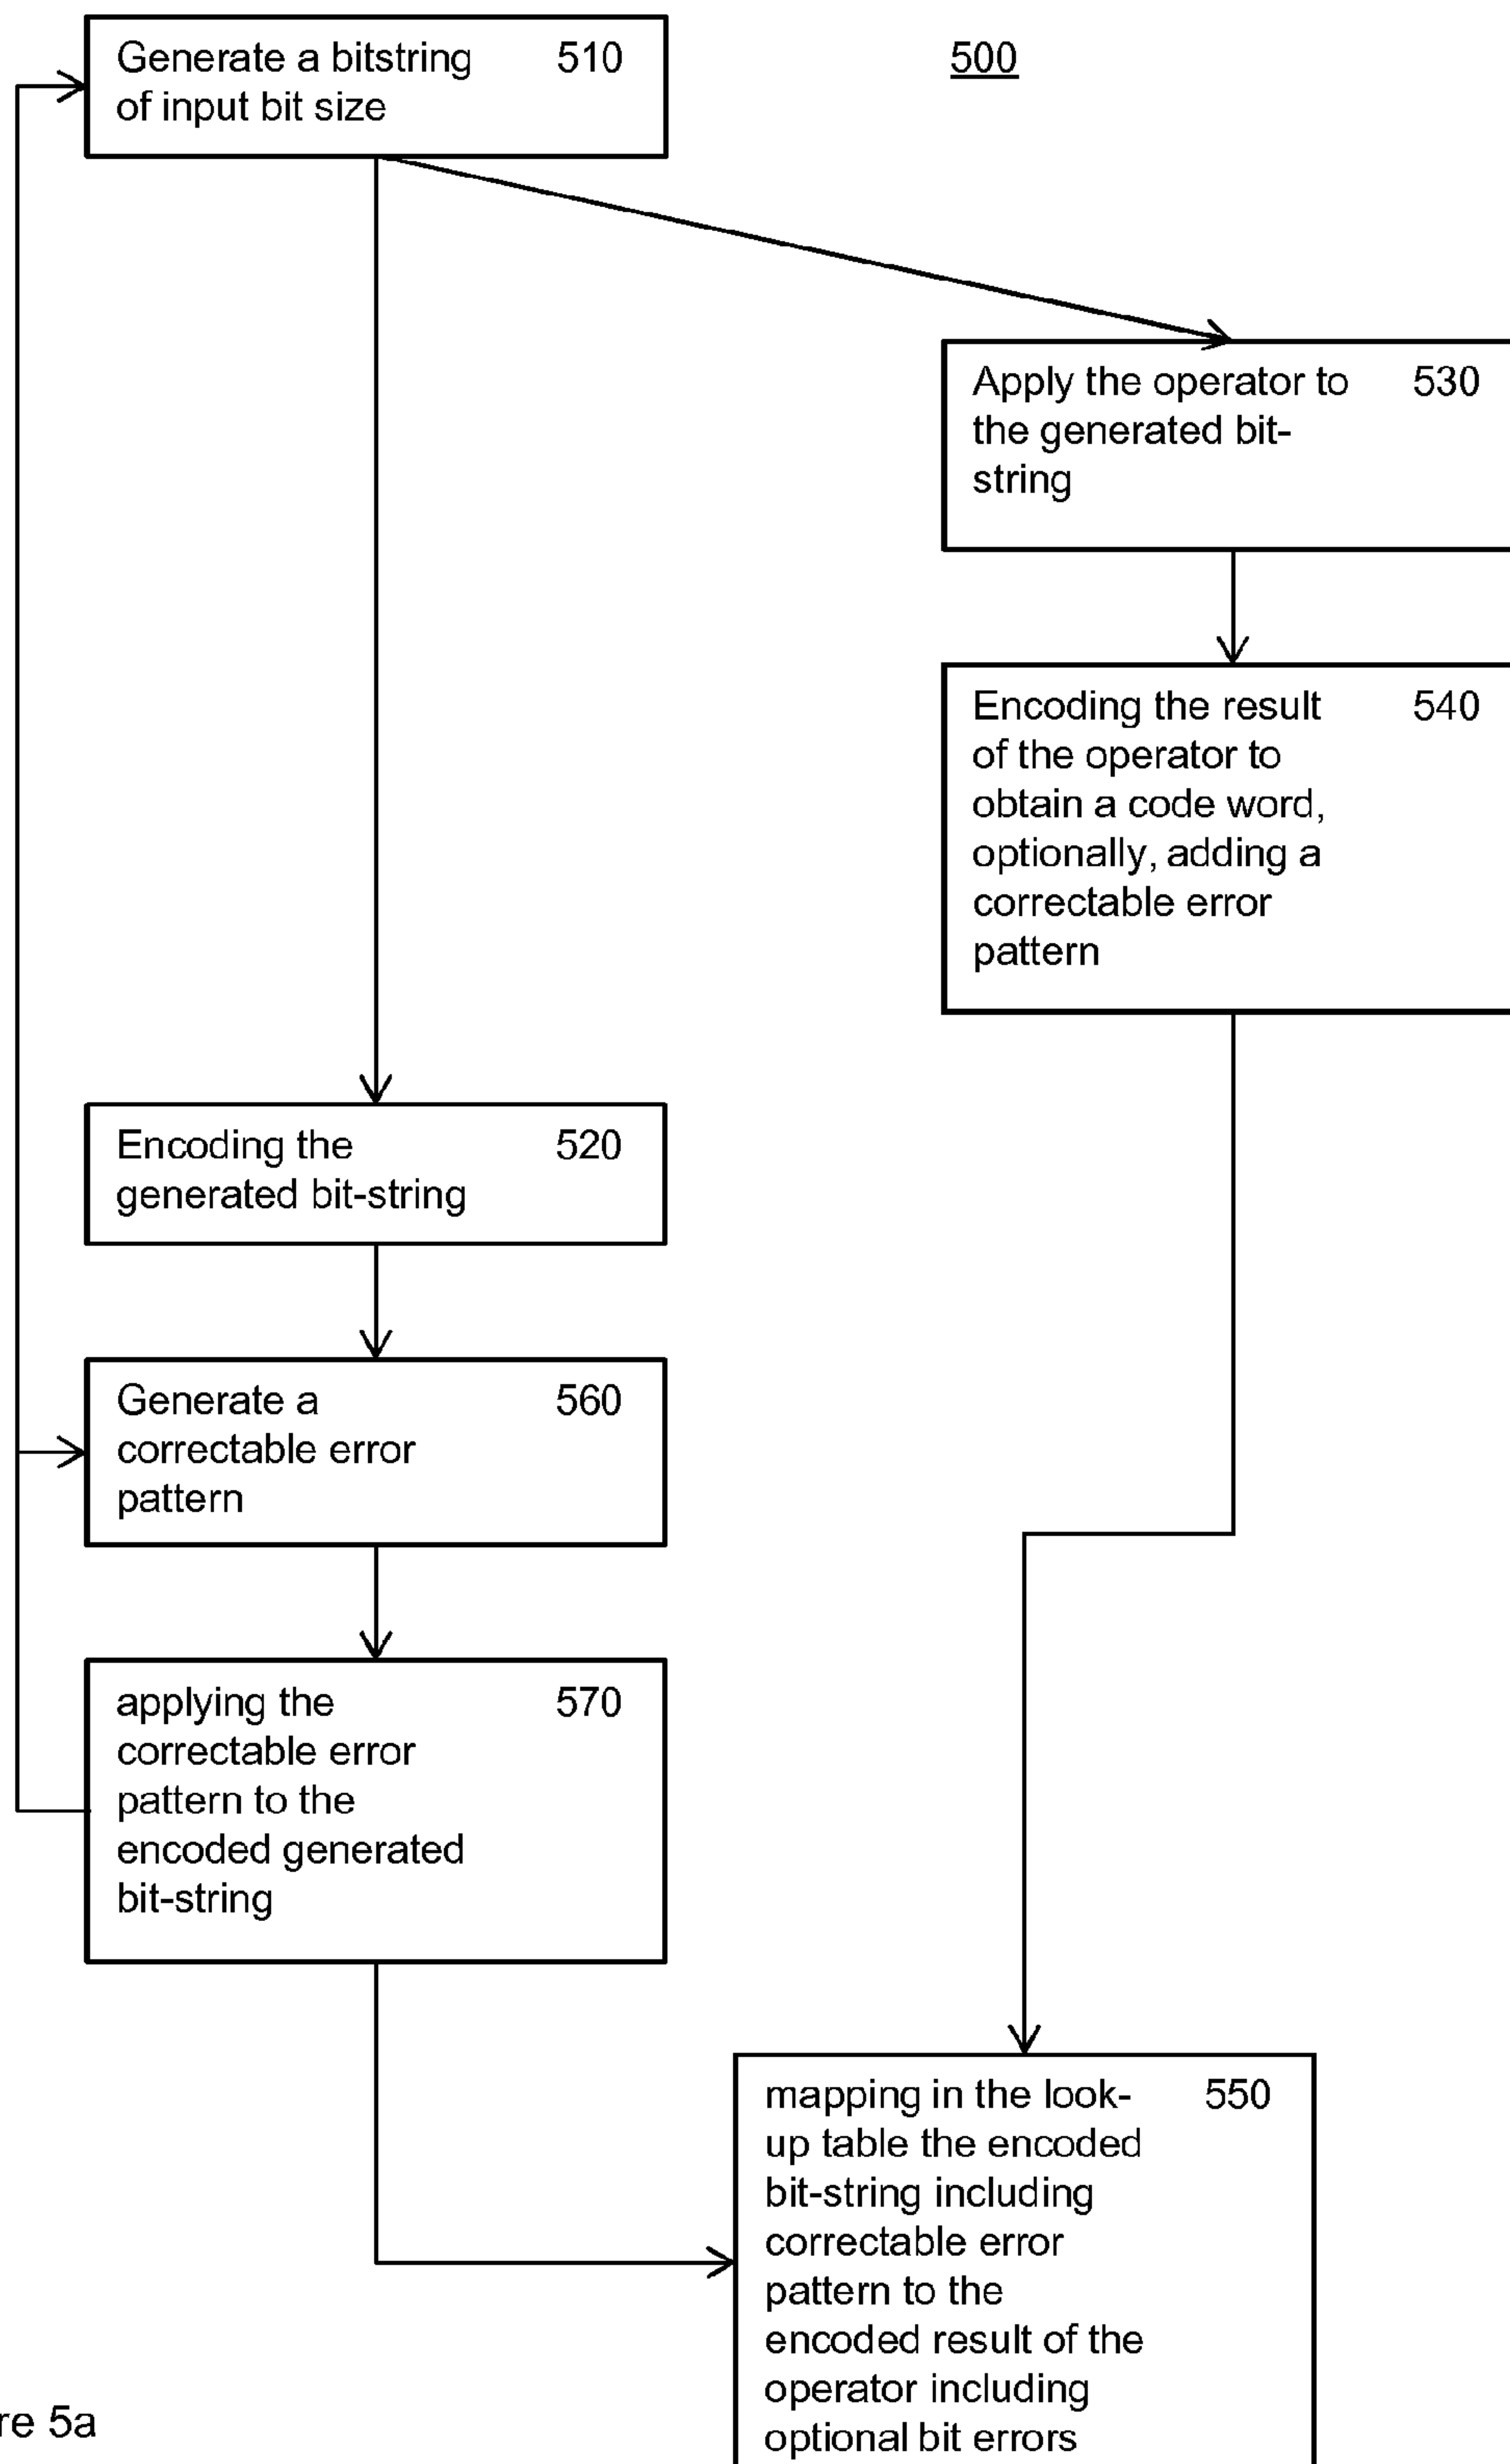 Generate a bitstring 510
of input bit size
500
Apply the operator to 530
the generated bit-
string
Encoding the result 540
of the operator to
obtain a code word,
optionally, adding a
correctable error
pattern
Encoding the 520
generated bit-string
Generate a 560
correctable error
pattern
applying the 570
correctable error
pattern to the
encoded generated
bit-string
mapping in the look- 550
up table the encoded
bit-string including
correctable error
pattern to the
encoded result of the
operator including
optional bit errors
re 5a